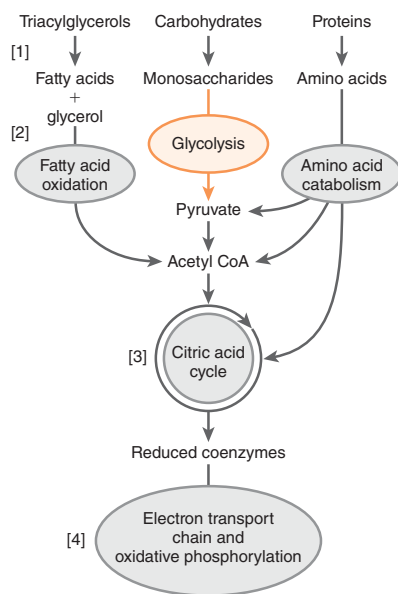 Triacylglycerols
Carbohydrates
Proteins
[1]
Fatty acids
+
glycerol
Monosaccharides
Amino acids
[2]
Fatty acid
oxidation
Glycolysis
Amino acid
catabolism
Pyruvate
Acetyl CoA
[3]
Citric acid
cycle
Reduced coenzymes
[4]
Electron transport
chain and
oxidative phosphorylation